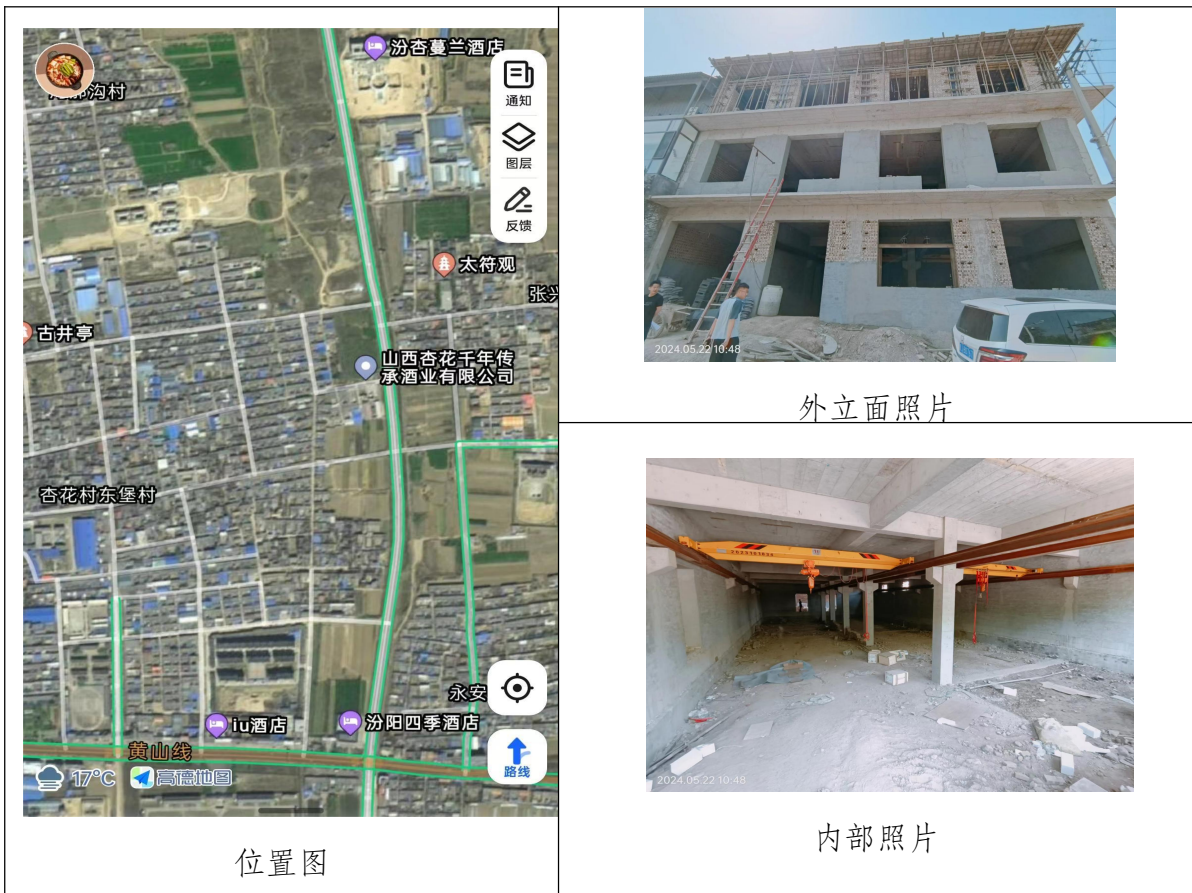 汾杏蔓兰酒店
沟村
通知
图层
反馈
太符观
张兴
古井亭
山西杏花千年传
承酒业有限公司
杏花村东堡村
永安
iu酒店
汾阳四季酒店
黄山线
17°C
高德地图
路线
位置图
2024.05.22 10:48
外立面照片
2024.05.22 10:48
内部照片